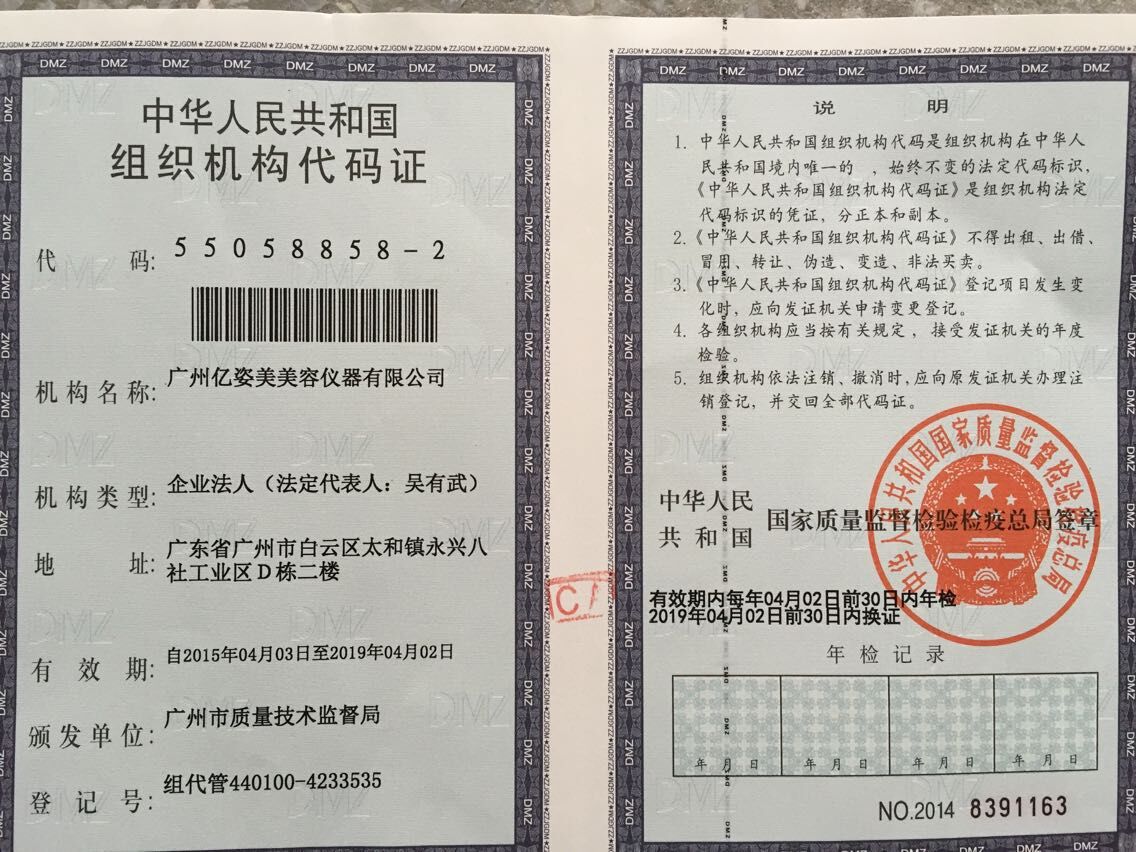 中华人民共和国
组织机构代码证
代 码: 55058858-2
机构名称: 广州亿姿美美容仪器有限公司
机构类型: 企业法人（法定代表人：吴有武）
地 址: 广东省广州市白云区太和镇永兴八
社工业区D栋二楼
有 效 期: 自2015年04月03日至2019年04月02日
颁发单位: 广州市质量技术监督局
登 记 号: 组代管440100-4233535
说 明
1. 中华人民共和国组织机构代码是组织机构在中华人
民共和国境内唯一的 ，始终不变的法定代码标识，
《中华人民共和国组织机构代码证》是组织机构法定
代码标识的凭证，分正本和副本。
2.《中华人民共和国组织机构代码证》不得出租、出借、
冒用、转让、伪造、变造、非法买卖。
3.《中华人民共和国组织机构代码证》登记项目发生变
化时，应向发证机关申请变更登记。
4. 各组织机构应当按有关规定，接受发证机关的年度
检验。
5. 组织机构依法注销、撤消时，应向原发证机关办理注
销登记，并交回全部代码证。
中华人民
共和国 国家质量监督检验检疫总局签章
中华人民共和国国家质量监督检验检疫总局
有效期内每年04月02日前30日内年检
2019年04月02日前30日内换证
年检记录
年 月 日 年 月 日 年 月 日 年 月 日
NO.2014 8391163